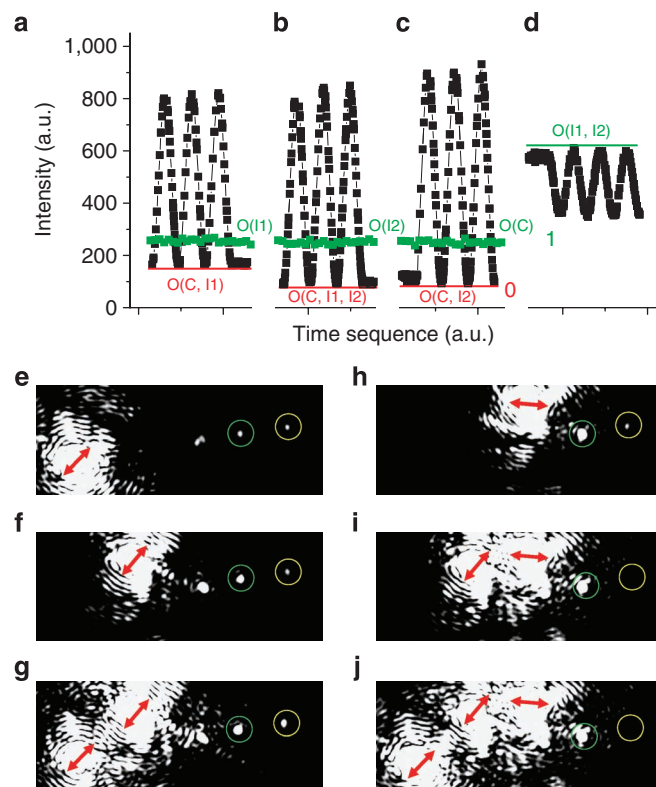 a b c d
1,000
800
600
400
200
0
Intensity (a.u.)
O(I1)
O(C, I1)
O(I2)
O(C, I1, I2)
O(C)
O(C, I2)
0
O(I1, I2)
1
Time sequence (a.u.)
e
h
f
i
g
j